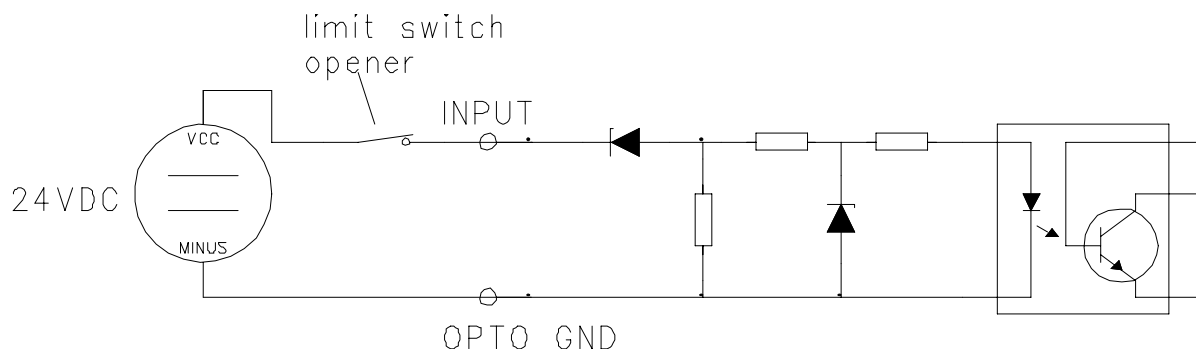 limit switch
opener
INPUT
VCC
24VDC
MINUS
OPTO GND